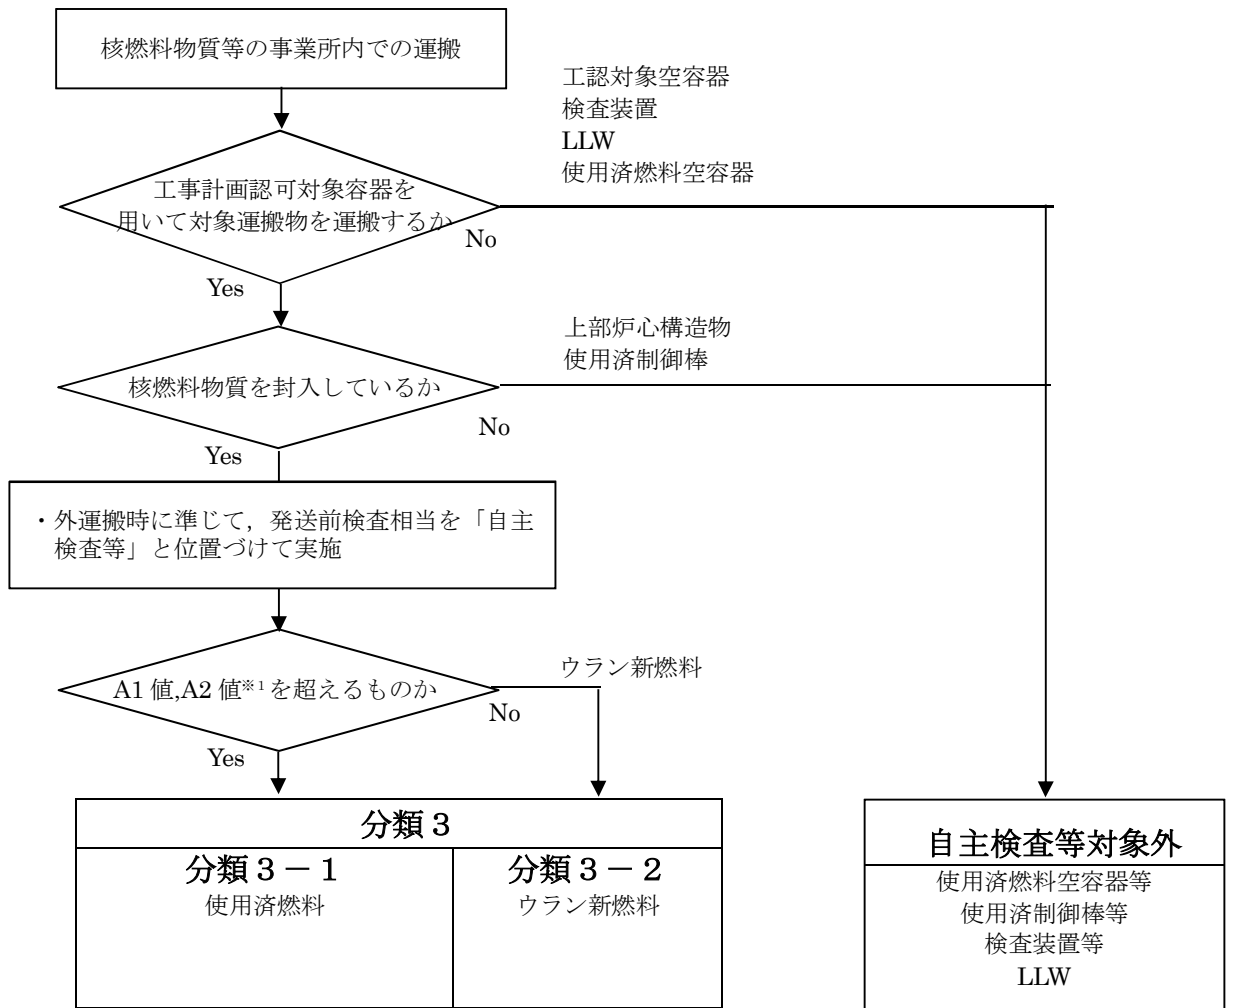 核燃料物質等の事業所内での運搬
工認対象空容器
検査装置
LLW
使用済燃料空容器
工事計画認可対象容器を
用いて対象運搬物を運搬するか
No
Yes
上部炉心構造物
使用済制御棒
核燃料物質を封入しているか
No
Yes
・外運搬時に準じて，発送前検査相当を「自主
検査等」と位置づけて実施
ウラン新燃料
A1 値,A2 値※1を超えるものか
No
Yes
分類３
分類３－１
使用済燃料
分類３－２
ウラン新燃料
自主検査等対象外
使用済燃料空容器等
使用済制御棒等
検査装置等
LLW